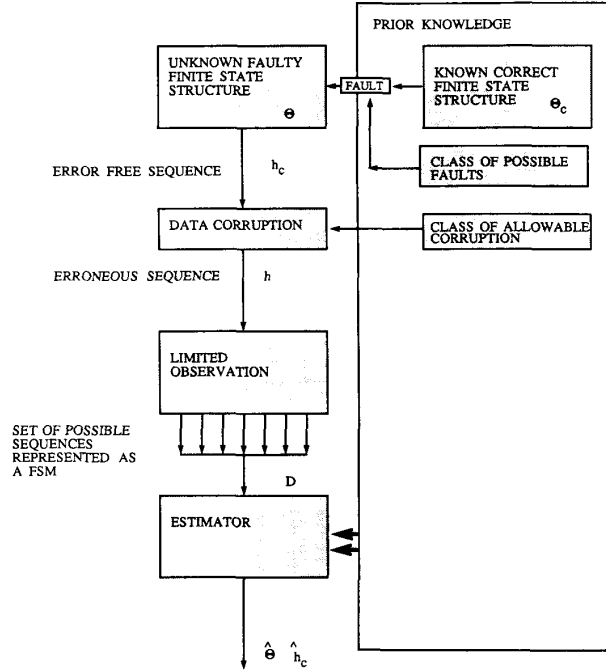 PRIOR KNOWLEDGE
UNKNOWN FAULTY
FINITE STATE
STRUCTURE
Θ
FAULT
KNOWN CORRECT
FINITE STATE
STRUCTURE Θc
CLASS OF POSSIBLE
FAULTS
ERROR FREE SEQUENCE hc
DATA CORRUPTION
CLASS OF ALLOWABLE
CORRUPTION
ERRONEOUS SEQUENCE h
LIMITED
OBSERVATION
SET OF POSSIBLE
SEQUENCES
REPRESENTED AS
A FSM
D
ESTIMATOR
Θ̂ ĥc